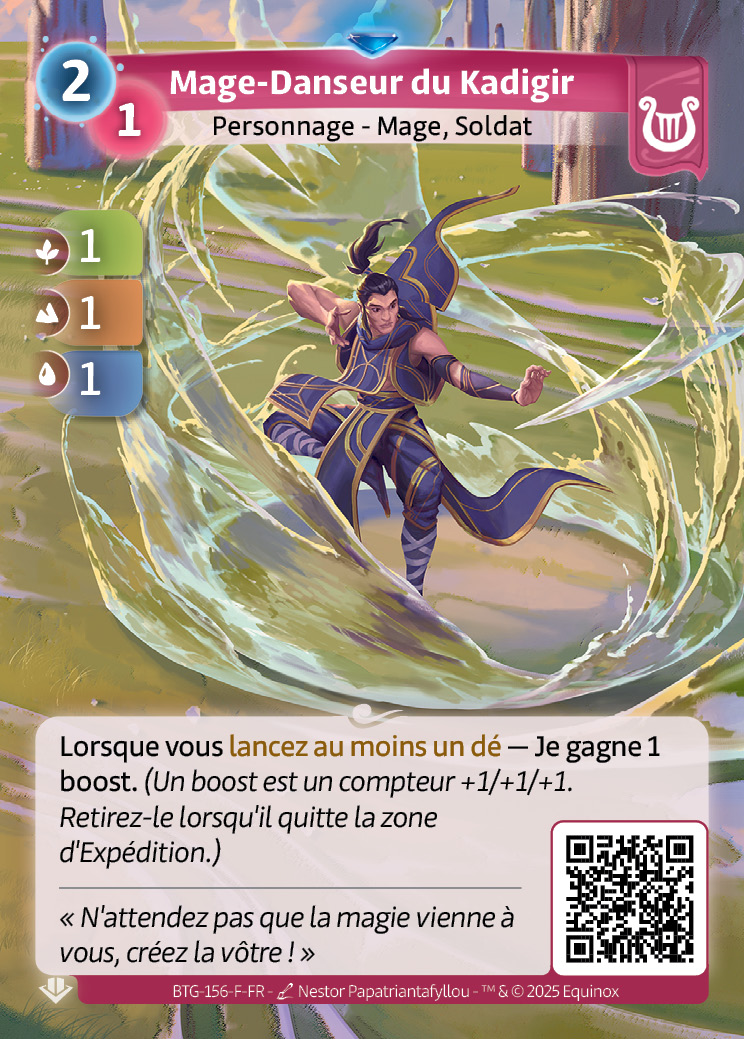 2
Mage-Danseur du Kadigir
1
Personnage - Mage, Soldat
1
1
1
Lorsque vous lancez au moins un dé — Je gagne 1
boost. (Un boost est un compteur +1/+1/+1.
Retirez-le lorsqu'il quitte la zone
d'Expédition.)
« N'attendez pas que la magie vienne à
vous, créez la vôtre ! »
BTG-156-F-FR - Nestor Papatriantafyllou - ™ & © 2025 Equinox